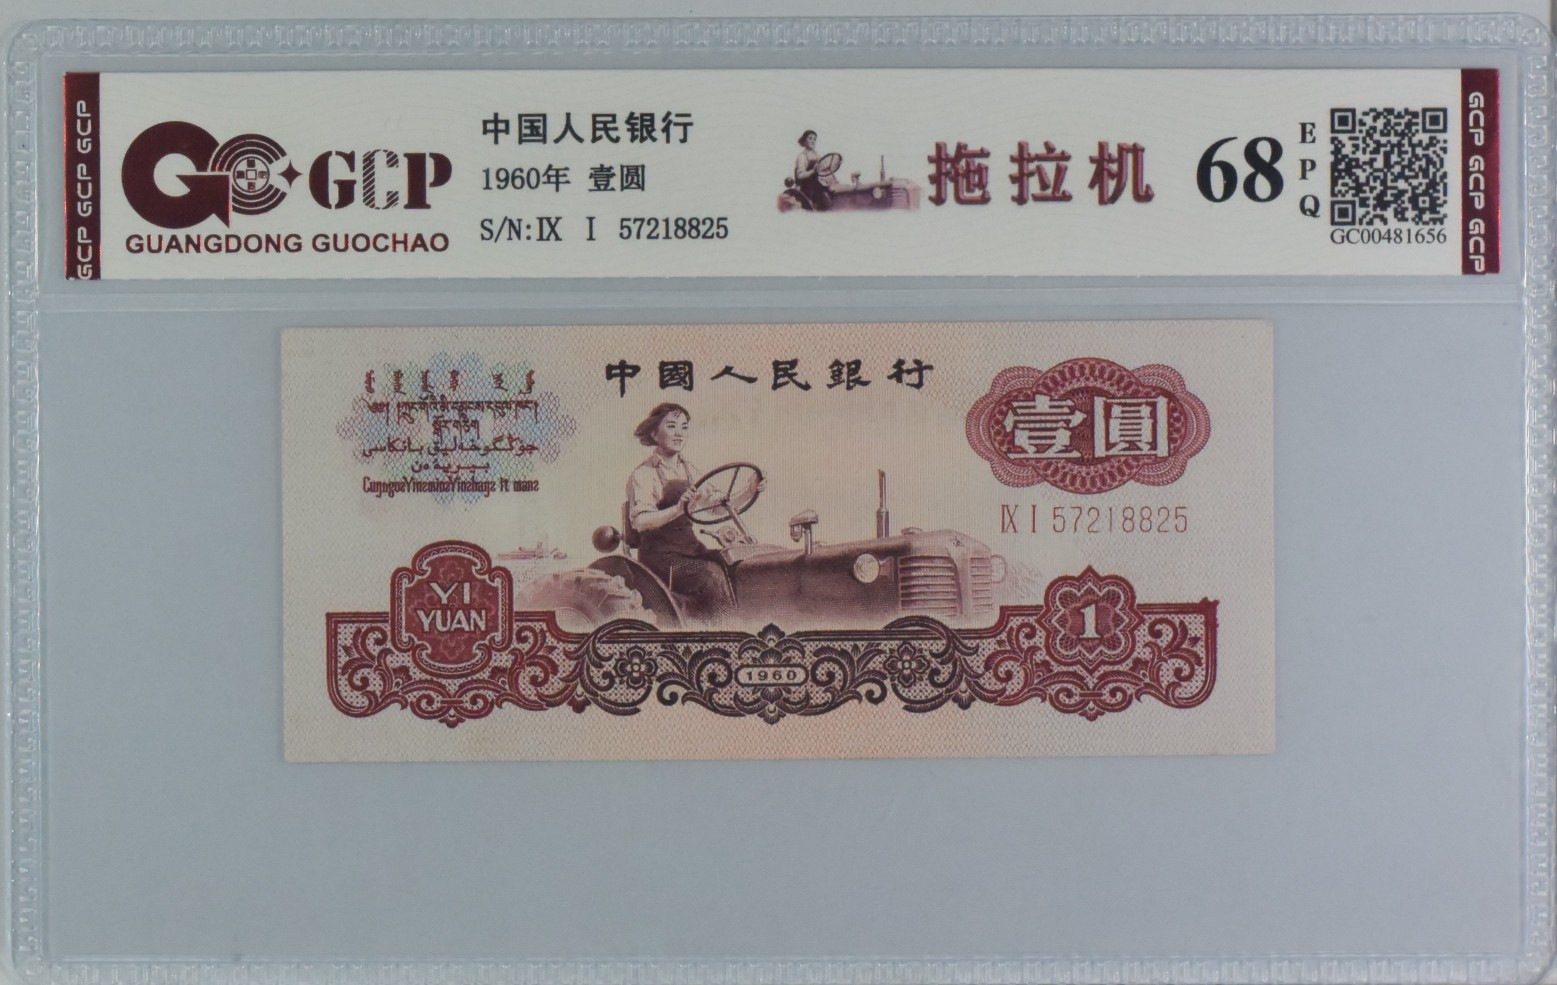 GCP GCP GCP
GCP
GUANGDONG GUOCHAO
中国人民银行
1960年 壹圆
S/N:Ⅸ Ⅰ 57218825
拖拉机
68
EPQ
GC00481656
GCP GCP GCP
中國人民銀行
壹圓
Ⅸ Ⅰ 57218825
YI
YUAN
1960
1